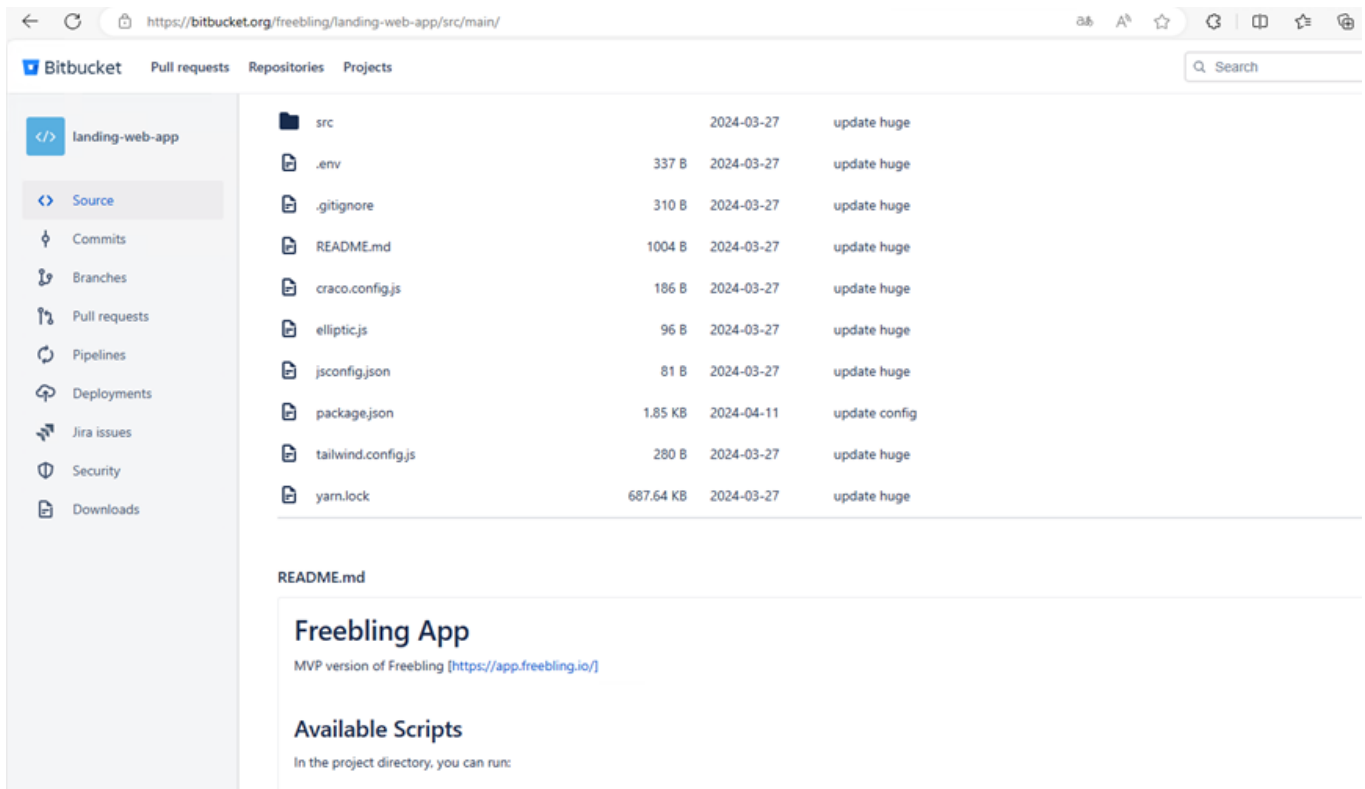 https://bitbucket.org/freebling/landing-web-app/src/main/
Bitbucket Pull requests Repositories Projects Search
landing-web-app
Source
Commits
Branches
Pull requests
Pipelines
Deployments
Jira issues
Security
Downloads
src 2024-03-27 update huge
.env 337 B 2024-03-27 update huge
.gitignore 310 B 2024-03-27 update huge
README.md 1004 B 2024-03-27 update huge
craco.config.js 186 B 2024-03-27 update huge
elliptic.js 96 B 2024-03-27 update huge
jsconfig.json 81 B 2024-03-27 update huge
package.json 1.85 KB 2024-04-11 update config
tailwind.config.js 280 B 2024-03-27 update huge
yarn.lock 687.64 KB 2024-03-27 update huge
README.md
Freebling App
MVP version of Freebling [https://app.freebling.io/]
Available Scripts
In the project directory, you can run: